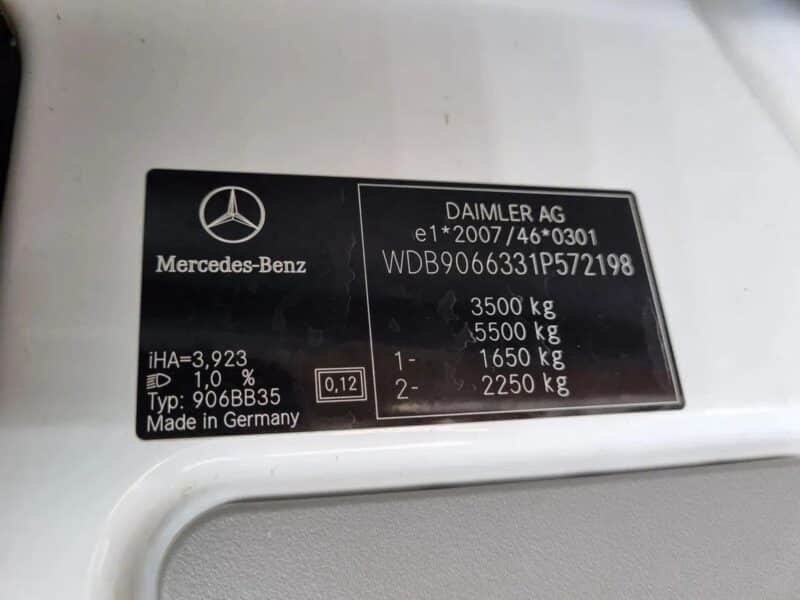 Mercedes-Benz
iHA=3,923
1,0 %
Typ: 906BB35
Made in Germany
0,12
DAIMLER AG
e1*2007/46*0301
WDB9066331P572198
3500 kg
5500 kg
1- 1650 kg
2- 2250 kg